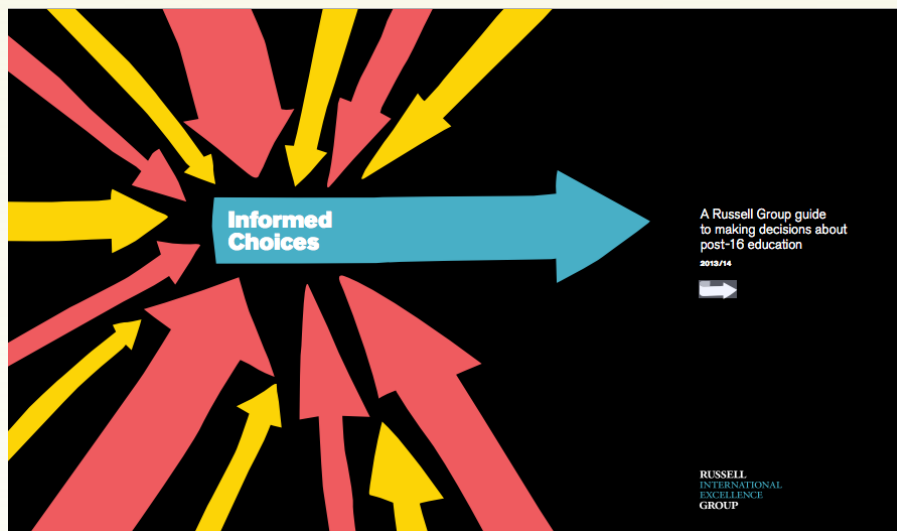 Informed
Choices
A Russell Group guide
to making decisions about
post-16 education
2013/14
RUSSELL
INTERNATIONAL
EXCELLENCE
GROUP